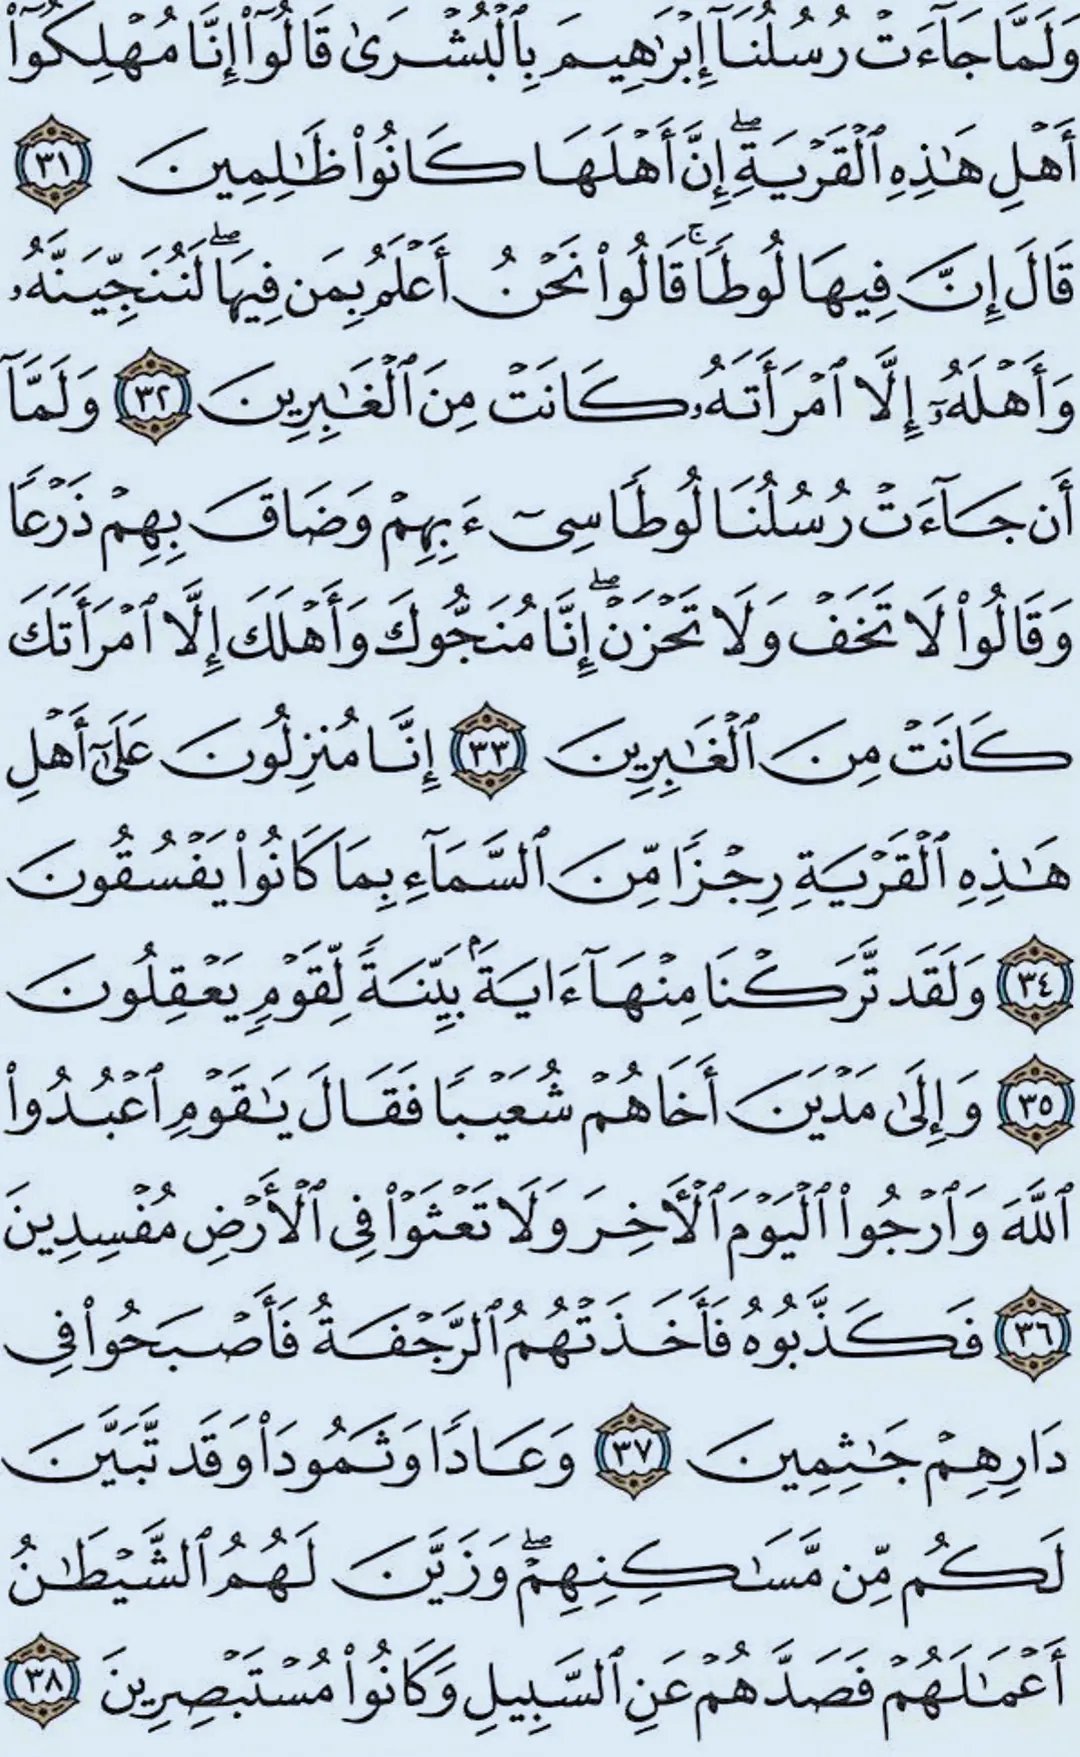 وَلَمَّا جَآءَتْ رُسُلُنَآ إِبْرَٰهِيمَ بِٱلْبُشْرَىٰ قَالُوٓا۟ إِنَّا مُهْلِكُوٓا۟
أَهْلِ هَٰذِهِ ٱلْقَرْيَةِ ۖ إِنَّ أَهْلَهَا كَانُوا۟ ظَٰلِمِينَ ٣١
قَالَ إِنَّ فِيهَا لُوطًا ۚ قَالُوا۟ نَحْنُ أَعْلَمُ بِمَن فِيهَا ۖ لَنُنَجِّيَنَّهُۥ
وَأَهْلَهُۥٓ إِلَّا ٱمْرَأَتَهُۥ كَانَتْ مِنَ ٱلْغَٰبِرِينَ ٣٢ وَلَمَّآ
أَن جَآءَتْ رُسُلُنَا لُوطًا سِىٓءَ بِهِمْ وَضَاقَ بِهِمْ ذَرْعًا
وَقَالُوا۟ لَا تَخَفْ وَلَا تَحْزَنْ ۖ إِنَّا مُنَجُّوكَ وَأَهْلَكَ إِلَّا ٱمْرَأَتَكَ
كَانَتْ مِنَ ٱلْغَٰبِرِينَ ٣٣ إِنَّا مُنزِلُونَ عَلَىٰٓ أَهْلِ
هَٰذِهِ ٱلْقَرْيَةِ رِجْزًا مِّنَ ٱلسَّمَآءِ بِمَا كَانُوا۟ يَفْسُقُونَ
٣٤ وَلَقَد تَّرَكْنَا مِنْهَآ ءَايَةًۢ بَيِّنَةً لِّقَوْمٍ يَعْقِلُونَ
٣٥ وَإِلَىٰ مَدْيَنَ أَخَاهُمْ شُعَيْبًا فَقَالَ يَٰقَوْمِ ٱعْبُدُوا۟
ٱللَّهَ وَٱرْجُوا۟ ٱلْيَوْمَ ٱلْأَخِرَ وَلَا تَعْثَوْا۟ فِى ٱلْأَرْضِ مُفْسِدِينَ
٣٦ فَكَذَّبُوهُ فَأَخَذَتْهُمُ ٱلرَّجْفَةُ فَأَصْبَحُوا۟ فِى
دَارِهِمْ جَٰثِمِينَ ٣٧ وَعَادًا وَثَمُودَا۟ وَقَد تَّبَيَّنَ
لَكُم مِّن مَّسَٰكِنِهِمْ ۖ وَزَيَّنَ لَهُمُ ٱلشَّيْطَٰنُ
أَعْمَٰلَهُمْ فَصَدَّهُمْ عَنِ ٱلسَّبِيلِ وَكَانُوا۟ مُسْتَبْصِرِينَ ٣٨